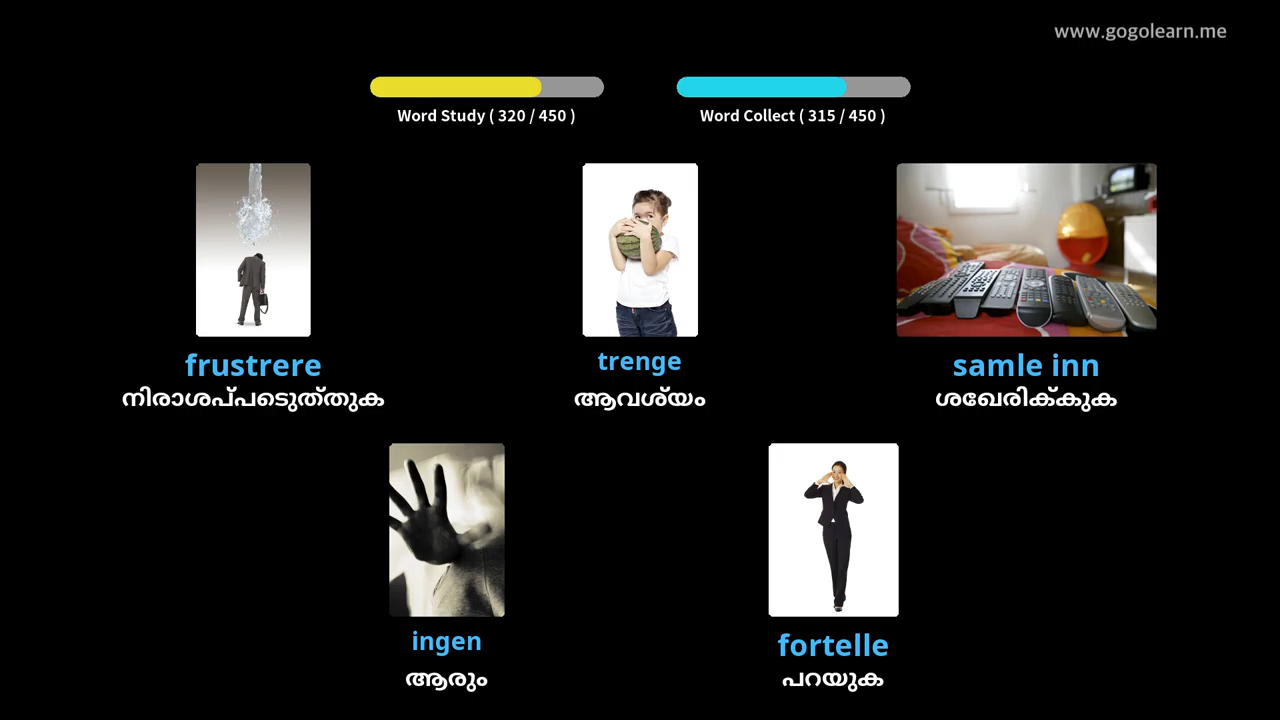 www.gogolearn.me
Word Study ( 320 / 450 )
Word Collect ( 315 / 450 )
frustrere
നിരാശപ്പടെുത്തുക
trenge
ആവശ്യം
samle inn
ശഖേരിക്കുക
ingen
ആരും
fortelle
പറയുക